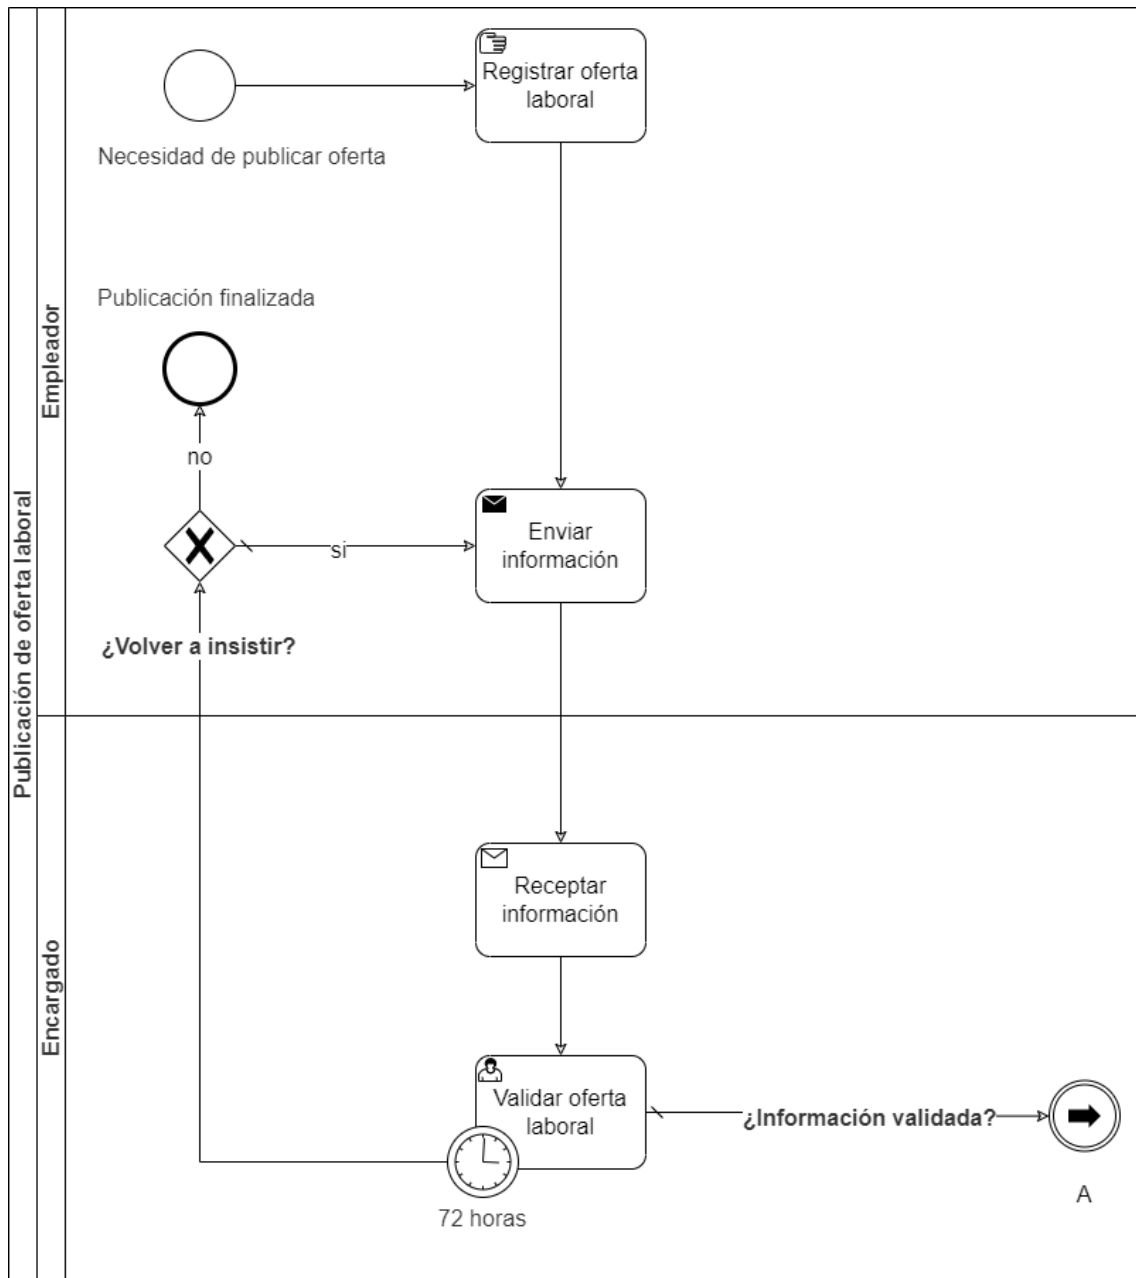 Publicación de oferta laboral
Empleador
Necesidad de publicar oferta
Registrar oferta
laboral
Publicación finalizada
no
si
Enviar
información
¿Volver a insistir?
Encargado
Receptar
información
Validar oferta
laboral
72 horas
¿Información validada?
A